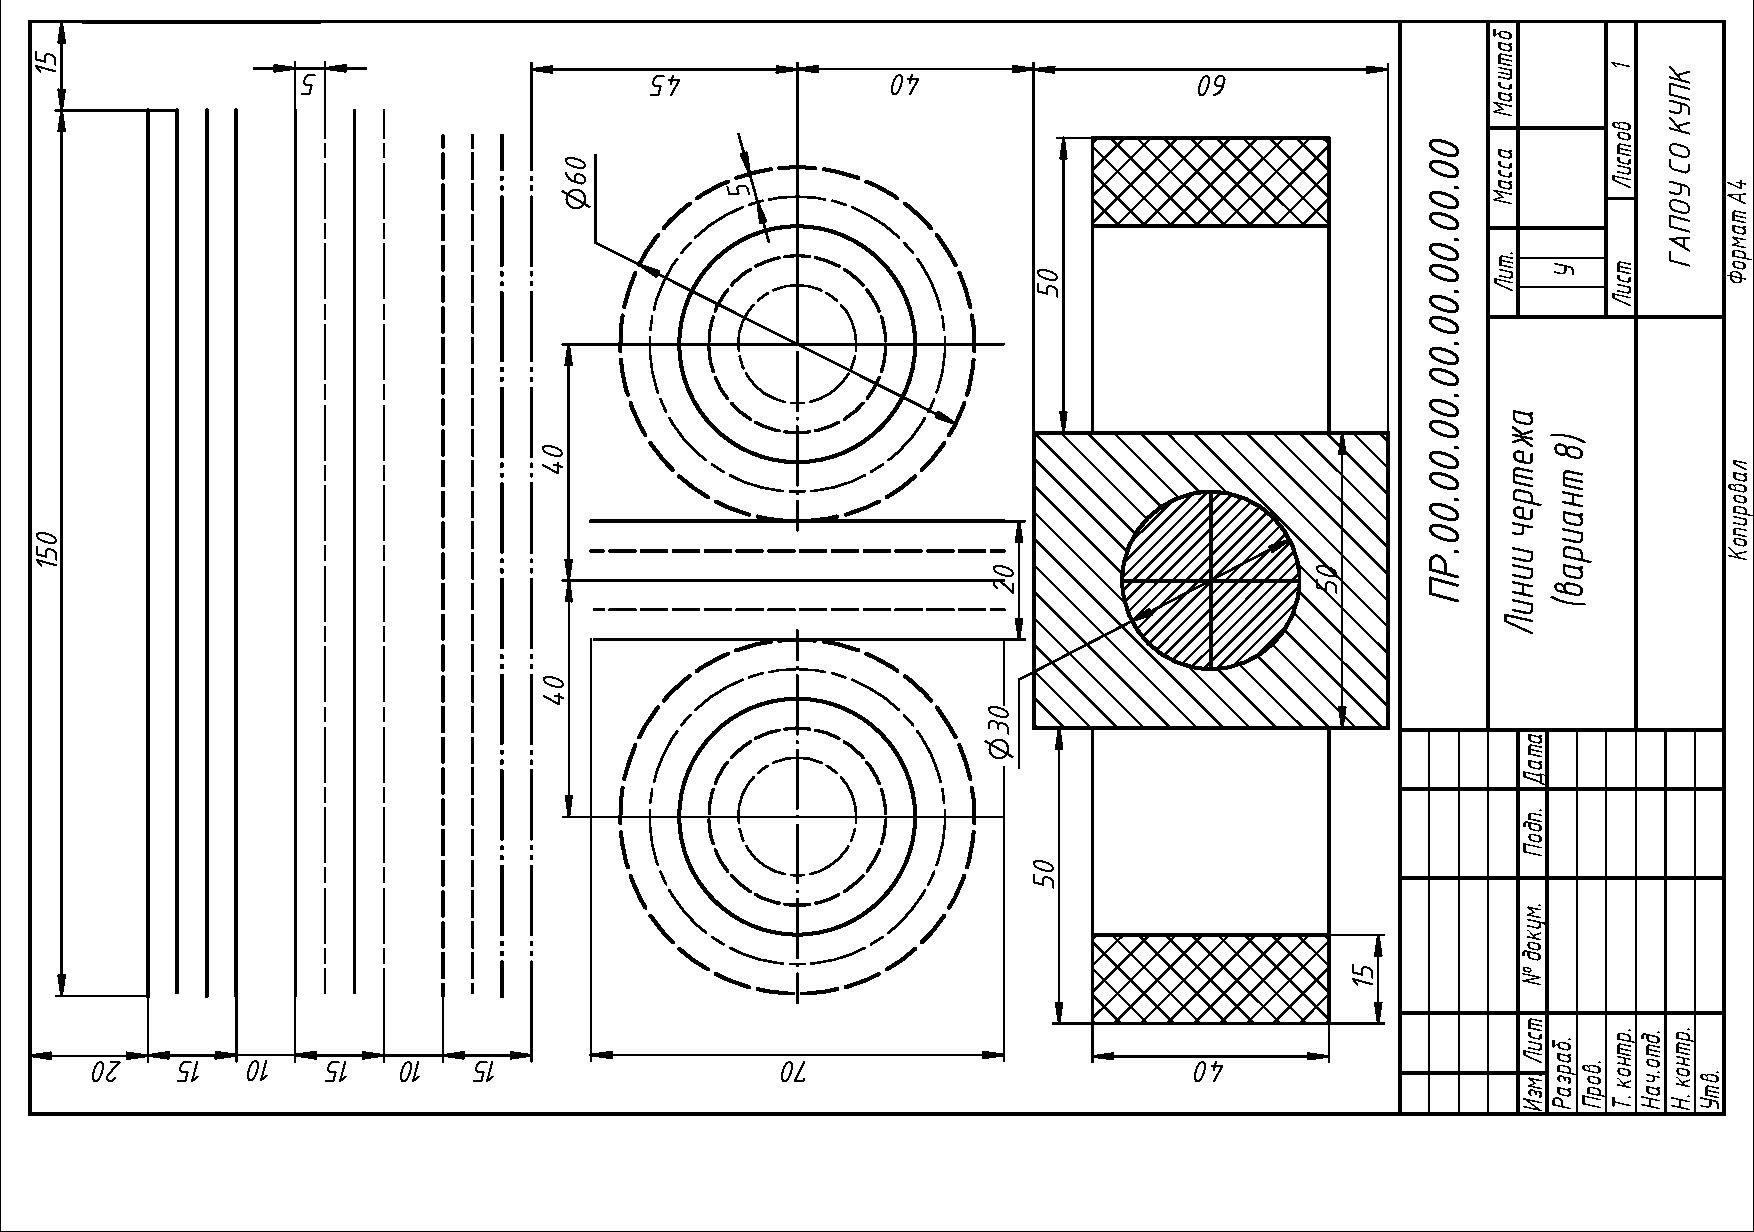 15
150
5
20
15
10
15
10
15
45
40
60
Ø60
5
40
40
20
70
Ø30
50
50
50
15
40
ПР.00.00.00.00.00.00.00.00
Линии чертежа
(вариант 8)
Лит. Масса Масштаб
У
Лист Листов 1
ГАПОУ СО КУПК
Изм. Лист № докум. Подп. Дата
Разраб.
Пров.
Т. контр.
Нач.отд.
Н. контр.
Утв.
Копировал Формат А4